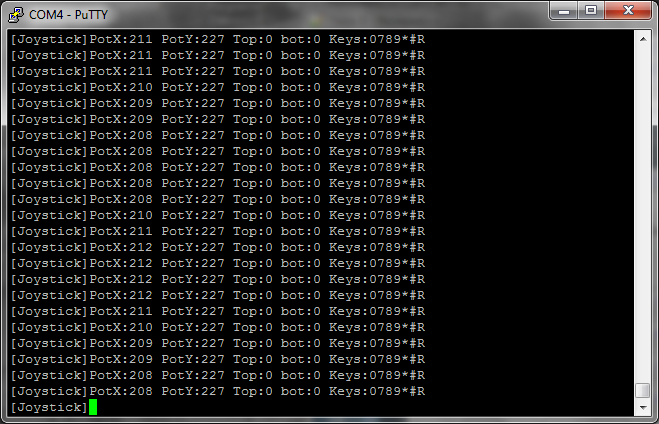 COM4 - PuTTY
[Joystick]PotX:211 PotY:227 Top:0 bot:0 Keys:0789*#R
[Joystick]PotX:211 PotY:227 Top:0 bot:0 Keys:0789*#R
[Joystick]PotX:211 PotY:227 Top:0 bot:0 Keys:0789*#R
[Joystick]PotX:210 PotY:227 Top:0 bot:0 Keys:0789*#R
[Joystick]PotX:209 PotY:227 Top:0 bot:0 Keys:0789*#R
[Joystick]PotX:209 PotY:227 Top:0 bot:0 Keys:0789*#R
[Joystick]PotX:208 PotY:227 Top:0 bot:0 Keys:0789*#R
[Joystick]PotX:208 PotY:227 Top:0 bot:0 Keys:0789*#R
[Joystick]PotX:208 PotY:227 Top:0 bot:0 Keys:0789*#R
[Joystick]PotX:208 PotY:227 Top:0 bot:0 Keys:0789*#R
[Joystick]PotX:208 PotY:227 Top:0 bot:0 Keys:0789*#R
[Joystick]PotX:210 PotY:227 Top:0 bot:0 Keys:0789*#R
[Joystick]PotX:211 PotY:227 Top:0 bot:0 Keys:0789*#R
[Joystick]PotX:212 PotY:227 Top:0 bot:0 Keys:0789*#R
[Joystick]PotX:212 PotY:227 Top:0 bot:0 Keys:0789*#R
[Joystick]PotX:212 PotY:227 Top:0 bot:0 Keys:0789*#R
[Joystick]PotX:212 PotY:227 Top:0 bot:0 Keys:0789*#R
[Joystick]PotX:211 PotY:227 Top:0 bot:0 Keys:0789*#R
[Joystick]PotX:210 PotY:227 Top:0 bot:0 Keys:0789*#R
[Joystick]PotX:209 PotY:227 Top:0 bot:0 Keys:0789*#R
[Joystick]PotX:209 PotY:227 Top:0 bot:0 Keys:0789*#R
[Joystick]PotX:208 PotY:227 Top:0 bot:0 Keys:0789*#R
[Joystick]PotX:208 PotY:227 Top:0 bot:0 Keys:0789*#R
[Joystick]